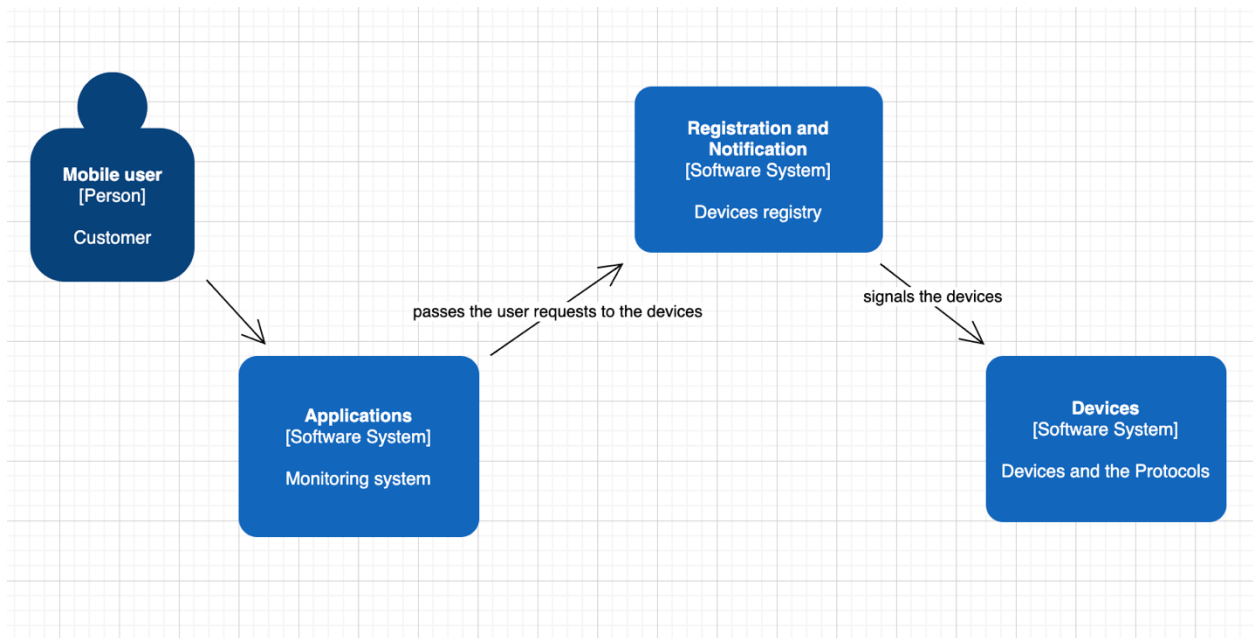 Mobile user
[Person]
Customer
Applications
[Software System]
Monitoring system
passes the user requests to the devices
Registration and
Notification
[Software System]
Devices registry
signals the devices
Devices
[Software System]
Devices and the Protocols